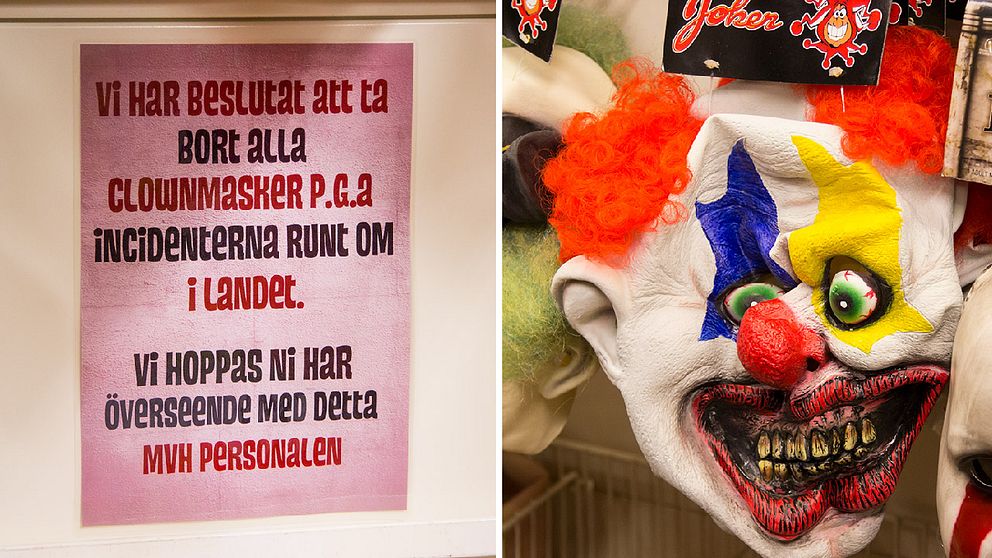 Vi HAR BESLUTAT ATT TA
BORT ALLA
CLOWNMASKER P.G.A
INCIDENTERNA RUNT OM
i LANDET.
Vi HOPPAS Ni HAR
ÖVERSEENDE MED DETTA
MVH PERSONALEN
Joker